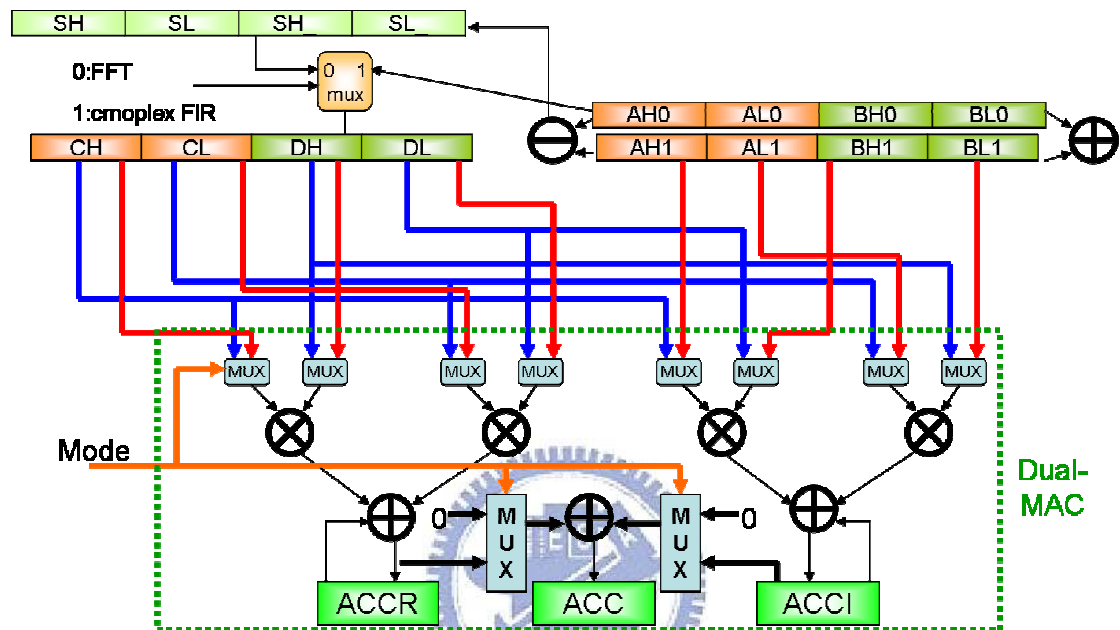 SH SL SH_ SL_
0:FFT
0 1
mux
1:cmoplex FIR
AH0 AL0 BH0 BL0
CH CL DH DL
AH1 AL1 BH1 BL1
MUX MUX MUX MUX MUX MUX MUX MUX
Mode
Dual-
MAC
0 MUX MUX 0
ACCR ACC ACCI